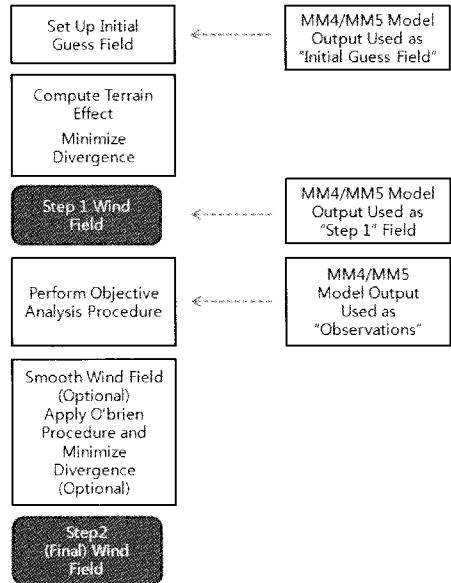 Set Up Initial
Guess Field
MM4/MM5 Model
Output Used as
"Initial Guess Field"
Compute Terrain
Effect
Minimize
Divergence
Step 1 Wind
Field
MM4/MM5 Model
Output Used as
"Step 1" Field
Perform Objective
Analysis Procedure
MM4/MM5
Model Output
Used as
"Observations"
Smooth Wind Field
(Optional)
Apply O'brien
Procedure and
Minimize
Divergence
(Optional)
Step2
(Final) Wind
Field